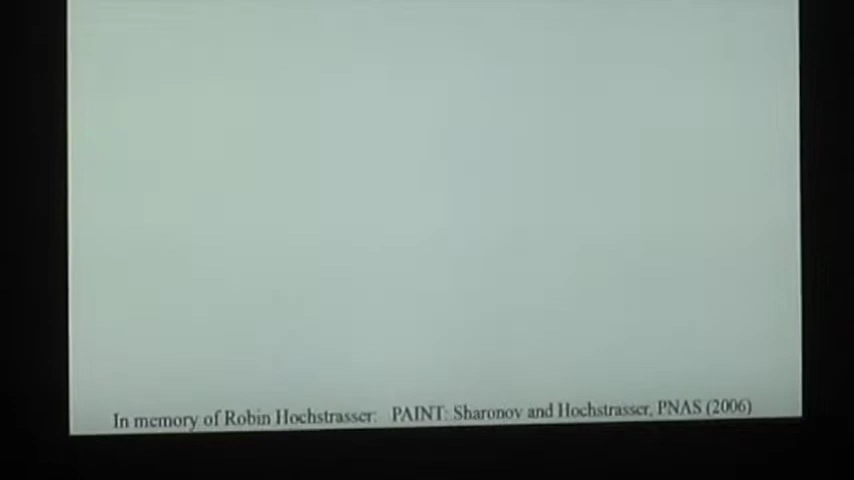 In memory of Robin Hochstrasser: PAINT: Sharonov and Hochstrasser, PNAS (2006)